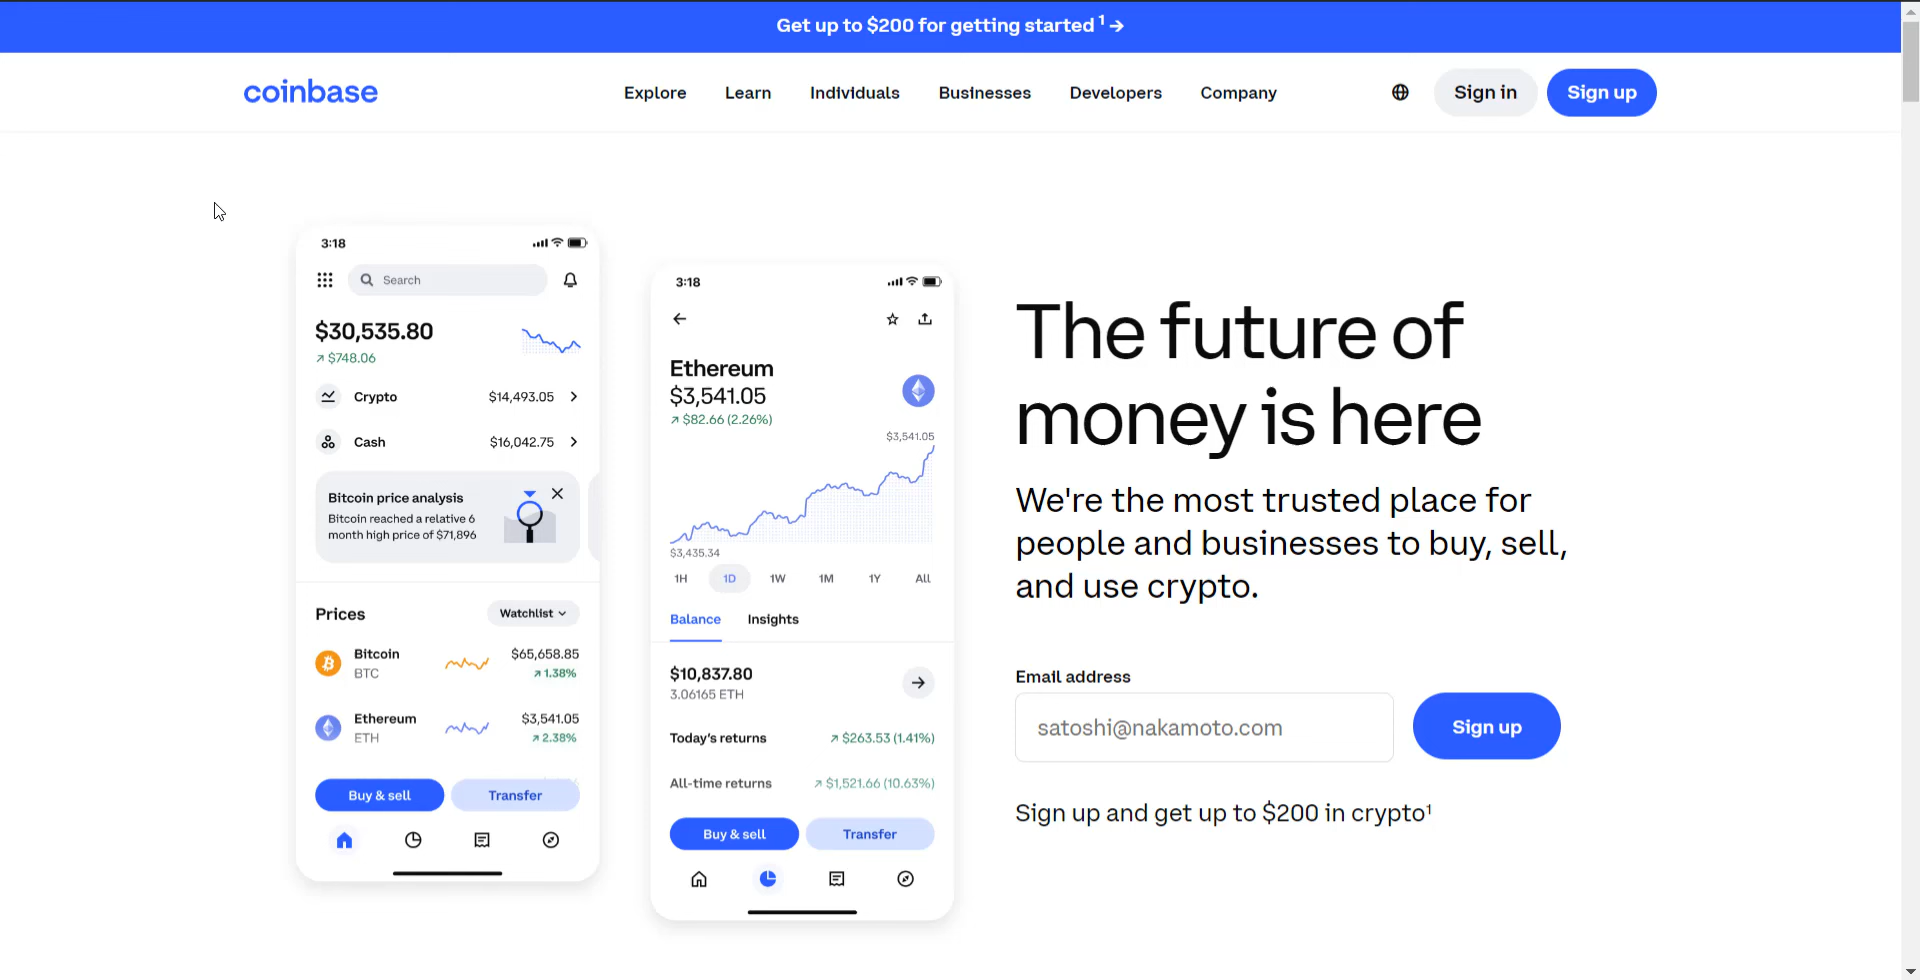 Get up to $200 for getting started ¹ →
coinbase
Explore
Learn
Individuals
Businesses
Developers
Company
Sign in
Sign up
3:18
Search
$30,535.80
↗ $748.06
Crypto $14,493.05
Cash $16,042.75
Bitcoin price analysis
Bitcoin reached a relative 6
month high price of $71,896
Prices
Watchlist
Bitcoin $65,658.85
BTC ↗ 1.38%
Ethereum $3,541.05
ETH ↗ 2.38%
Buy & sell
Transfer
3:18
Ethereum
$3,541.05
↗ $82.66 (2.26%)
$3,541.05
$3,435.34
1H 1D 1W 1M 1Y All
Balance Insights
$10,837.80
3.06165 ETH
Today's returns ↗ $263.53 (1.41%)
All-time returns ↗ $1,521.66 (10.63%)
Buy & sell
Transfer
The future of
money is here
We're the most trusted place for
people and businesses to buy, sell,
and use crypto.
Email address
satoshi@nakamoto.com
Sign up
Sign up and get up to $200 in crypto¹